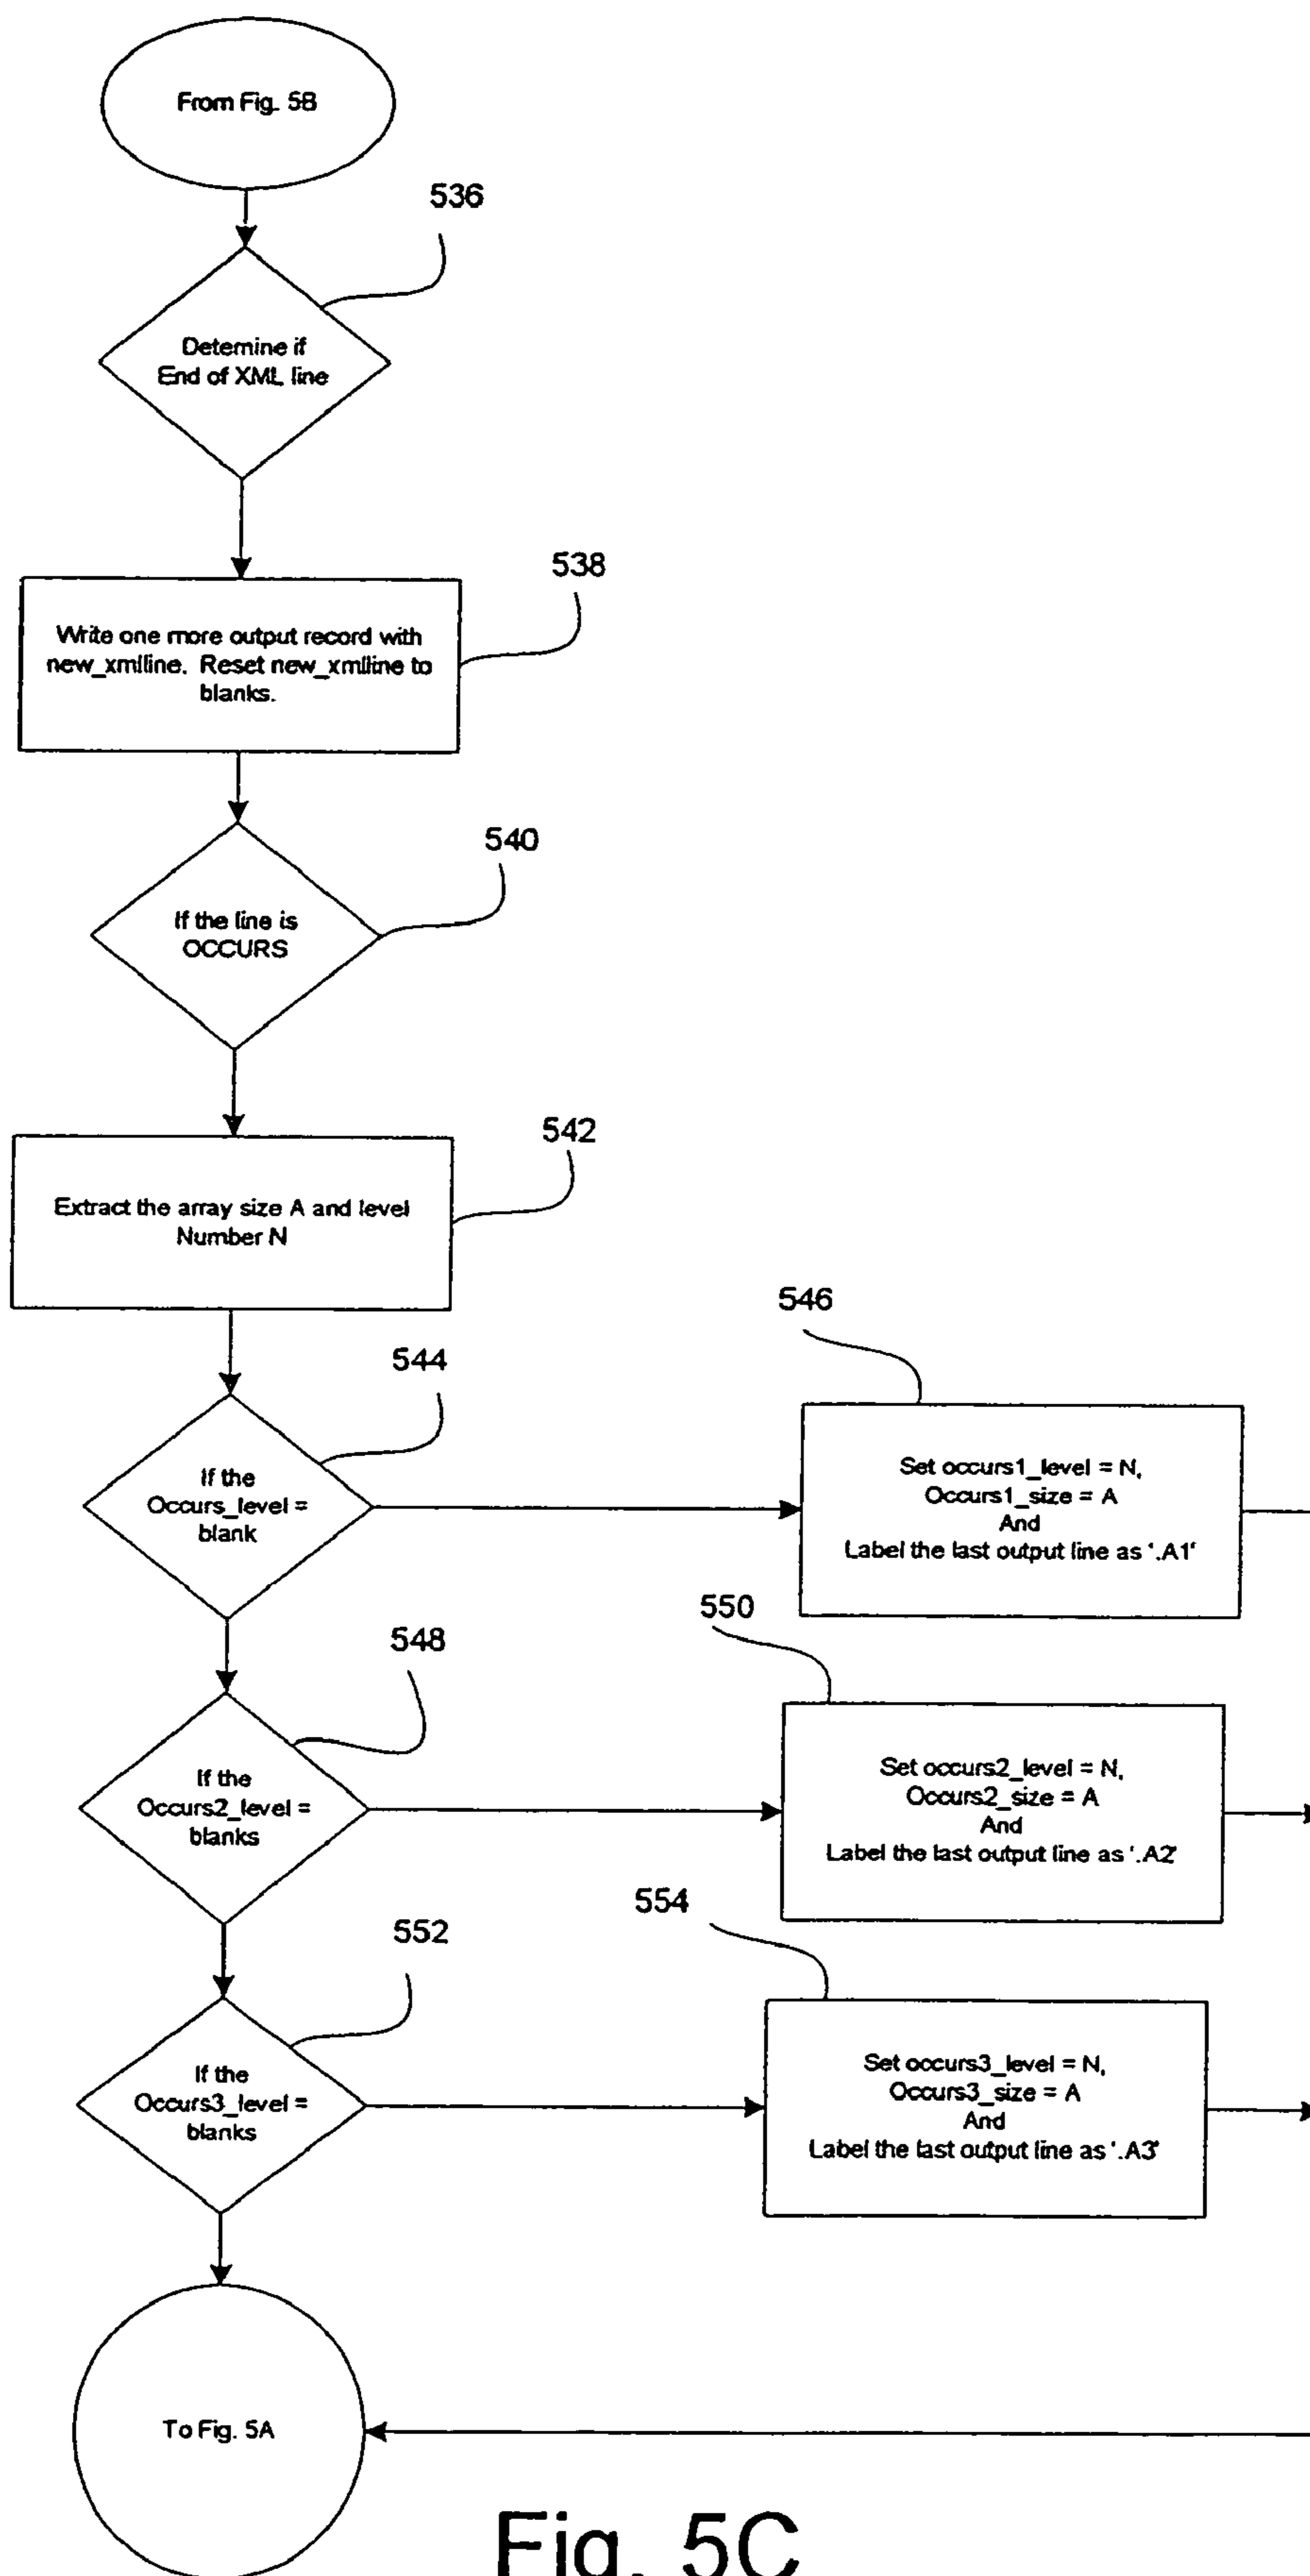 From Fig. 5B
536
Detemine if
End of XML line
538
Write one more output record with
new_xmlline. Reset new_xmlline to
blanks.
540
If the line is
OCCURS
542
Extract the array size A and level
Number N
544
If the
Occurs_level =
blank
546
Set occurs1_level = N,
Occurs1_size = A
And
Label the last output line as '.A1'
548
If the
Occurs2_level =
blanks
550
Set occurs2_level = N,
Occurs2_size = A
And
Label the last output line as '.A2'
552
If the
Occurs3_level =
blanks
554
Set occurs3_level = N,
Occurs3_size = A
And
Label the last output line as '.A3'
To Fig. 5A
Fig. 5C